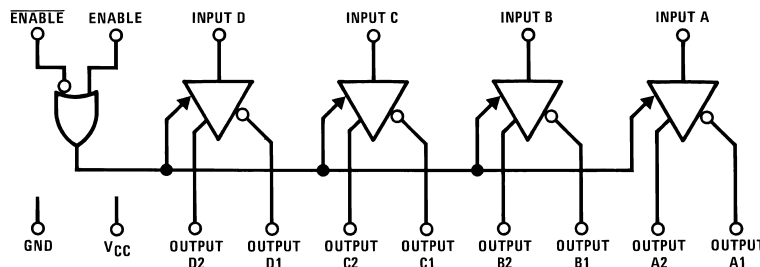 ENABLE ENABLE INPUT D INPUT C INPUT B INPUT A
GND VCC OUTPUT OUTPUT OUTPUT OUTPUT OUTPUT OUTPUT OUTPUT OUTPUT
D2 D1 C2 C1 B2 B1 A2 A1